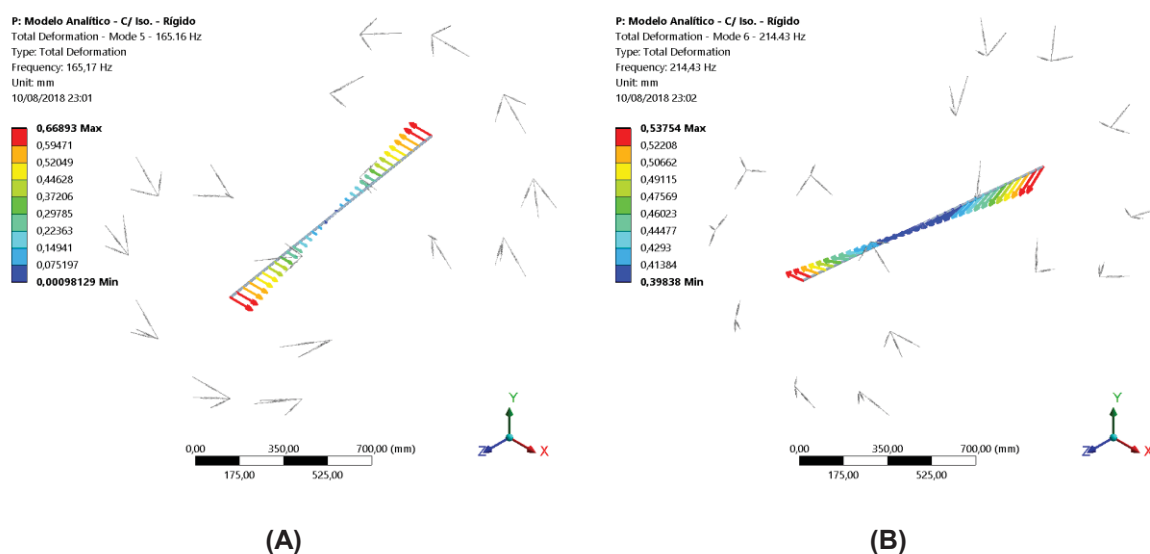 P: Modelo Analítico - C/ Iso. - Rígido
Total Deformation - Mode 5 - 165.16 Hz
Type: Total Deformation
Frequency: 165,17 Hz
Unit: mm
10/08/2018 23:01
0,66893 Max
0,59471
0,52049
0,44628
0,37206
0,29785
0,22363
0,14941
0,075197
0,00098129 Min
Y
Z
X
0,00 350,00 700,00 (mm)
175,00 525,00
(A)
P: Modelo Analítico - C/ Iso. - Rígido
Total Deformation - Mode 6 - 214.43 Hz
Type: Total Deformation
Frequency: 214,43 Hz
Unit: mm
10/08/2018 23:02
0,53754 Max
0,52208
0,50662
0,49115
0,47569
0,46023
0,44477
0,4293
0,41384
0,39838 Min
Y
Z
X
0,00 350,00 700,00 (mm)
175,00 525,00
(B)